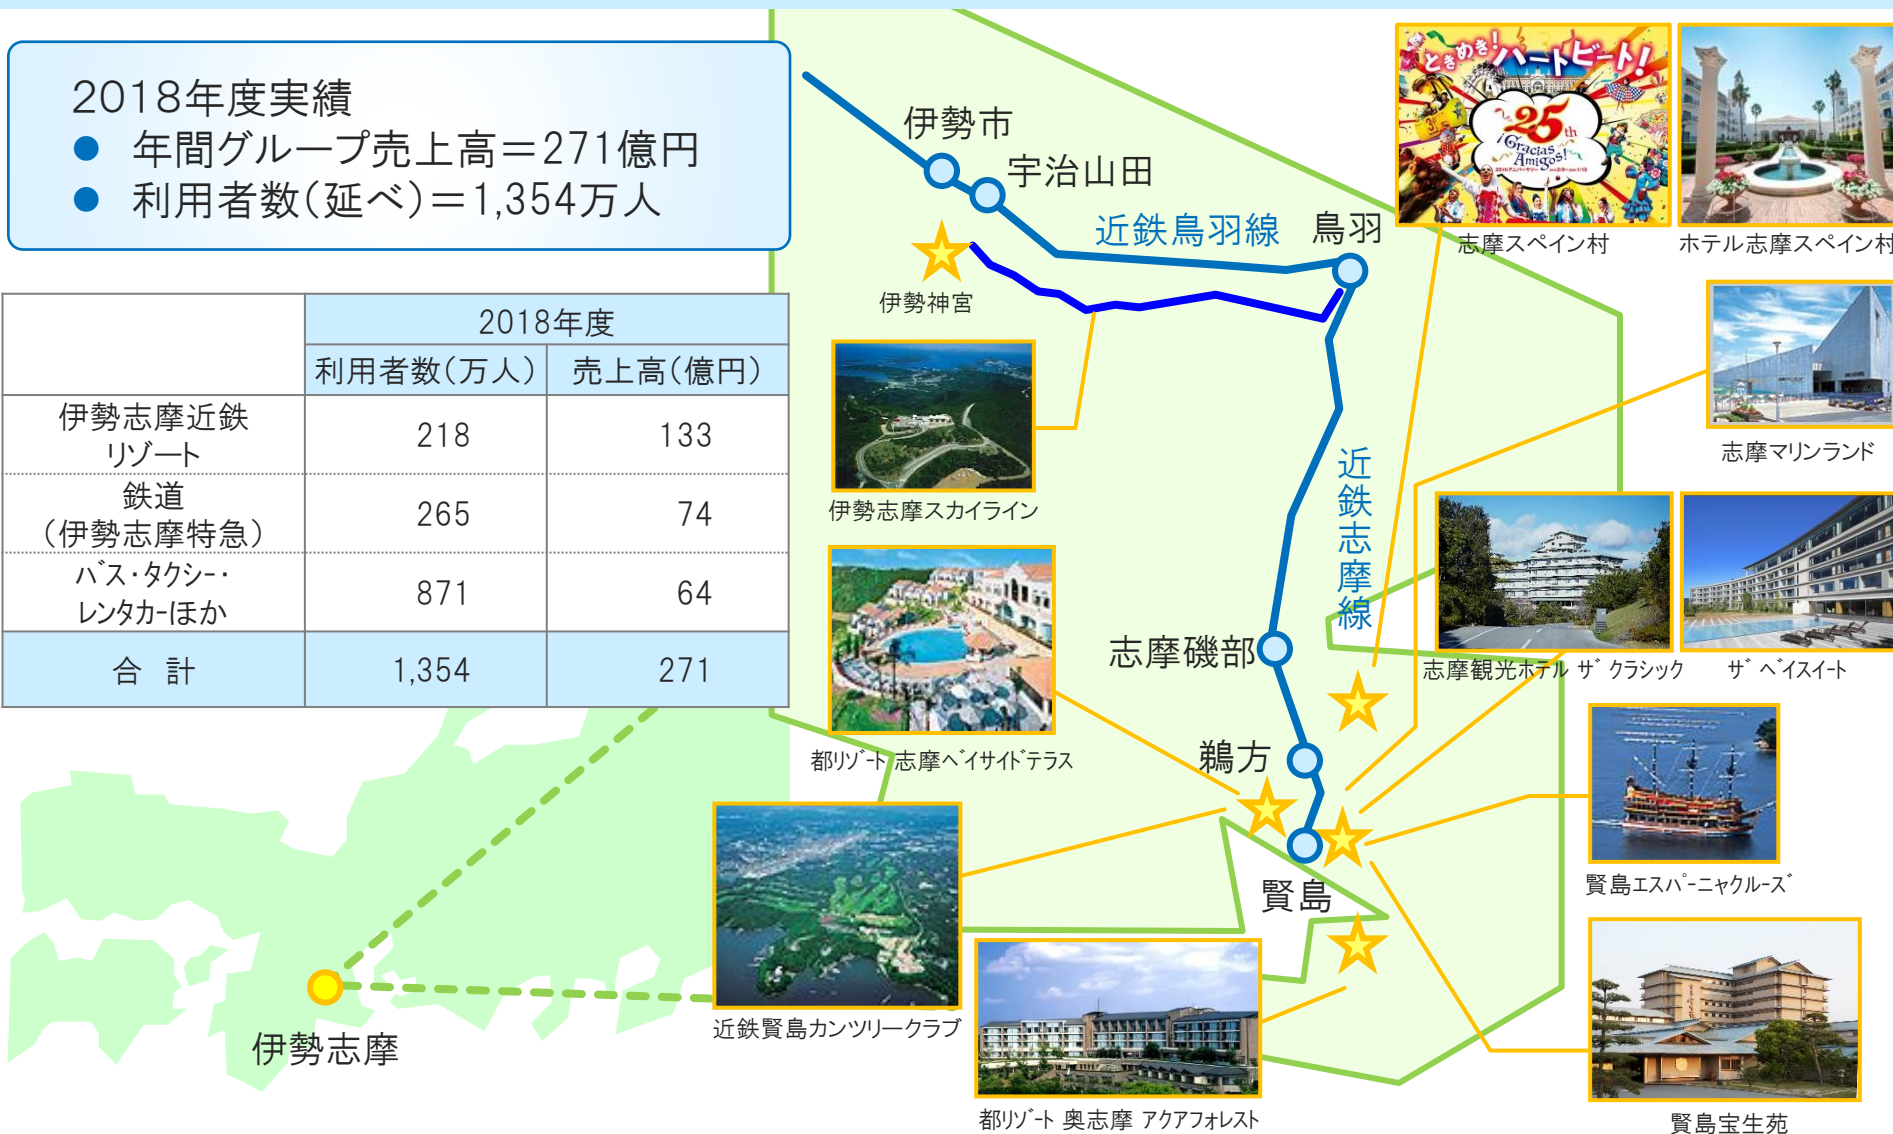 2018年度実績
● 年間グループ売上高＝271億円
● 利用者数(延べ)＝1,354万人
2018年度
利用者数(万人) 売上高(億円)
伊勢志摩近鉄
リゾート
218 133
鉄道
(伊勢志摩特急)
265 74
バス・タクシー・
レンタカーほか
871 64
合 計 1,354 271
伊勢志摩
伊勢市
宇治山田
近鉄鳥羽線
鳥羽
伊勢神宮
伊勢志摩スカイライン
近鉄志摩線
志摩磯部
鵜方
賢島
都リゾート 志摩ベイサイドテラス
近鉄賢島カンツリークラブ
都リゾート 奥志摩 アクアフォレスト
ときめき！ハートビート！
25th
¡Gracias
Amigos!
志摩スペイン村
ホテル志摩スペイン村
志摩マリンランド
志摩観光ホテル ザ クラシック
ザ ベイスイート
賢島エスパーニャクルーズ
賢島宝生苑